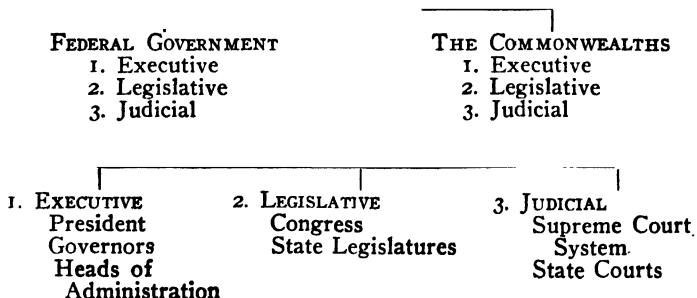 FEDERAL GOVERNMENT
1. Executive
2. Legislative
3. Judicial
THE COMMONWEALTHS
1. Executive
2. Legislative
3. Judicial
1. EXECUTIVE
President
Governors
Heads of
Administration
2. LEGISLATIVE
Congress
State Legislatures
3. JUDICIAL
Supreme Court
System
State Courts